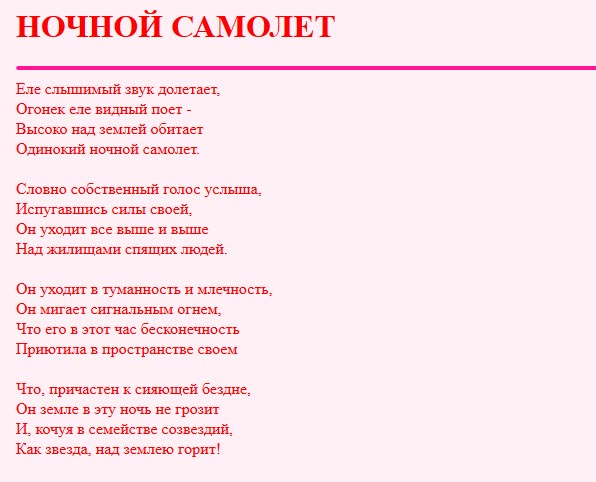 НОЧНОЙ САМОЛЕТ
Еле слышимый звук долетает,
Огонек еле видный поет -
Высоко над землей обитает
Одинокий ночной самолет.
Словно собственный голос услыша,
Испугавшись силы своей,
Он уходит все выше и выше
Над жилищами спящих людей.
Он уходит в туманность и млечность,
Он мигает сигнальным огнем,
Что его в этот час бесконечность
Приютила в пространстве своем
Что, причастен к сияющей бездне,
Он земле в эту ночь не грозит
И, кочуя в семействе созвездий,
Как звезда, над землею горит!